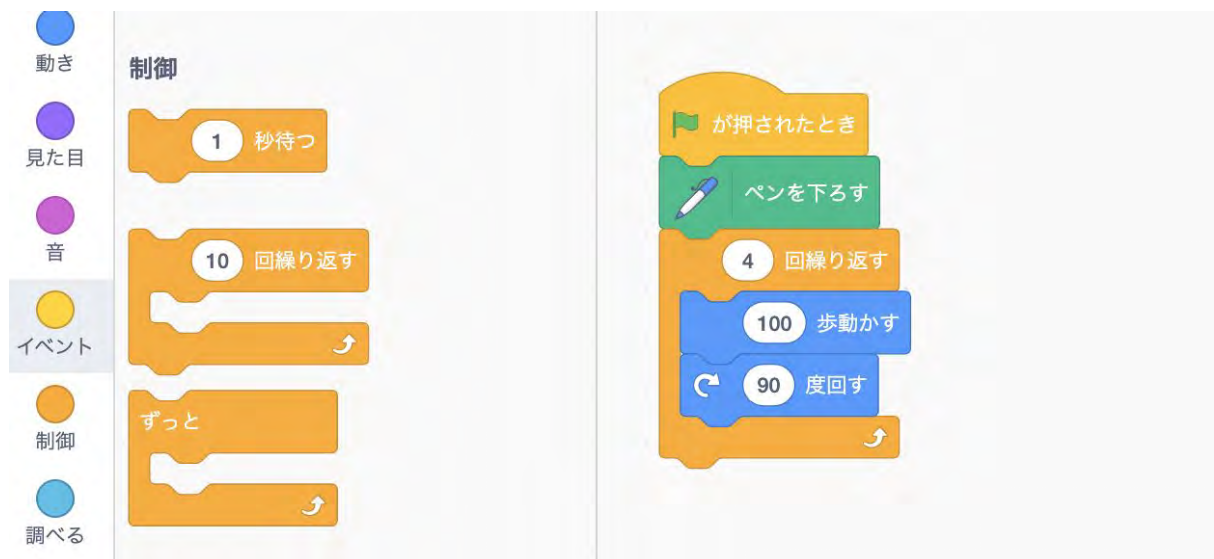 動き
見た目
音
イベント
制御
調べる
制御
1 秒待つ
10 回繰り返す
ずっと
が押されたとき
ペンを下ろす
4 回繰り返す
100 歩動かす
90 度回す